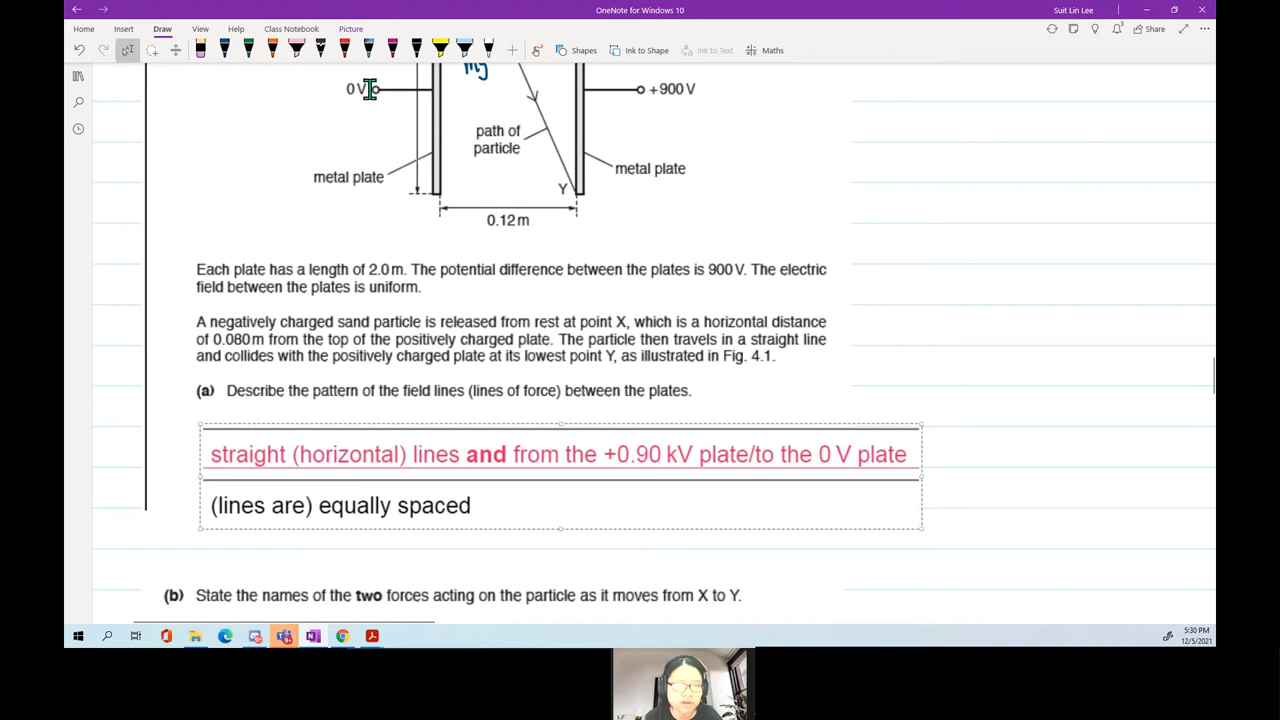 OneNote for Windows 10
Suit Lin Lee
Home Insert Draw View Help Class Notebook Picture
Share
Shapes Ink to Shape Ink to Text Maths
mg
0 V
+ 900 V
path of
particle
metal plate
metal plate
Y
0.12 m
Each plate has a length of 2.0 m. The potential difference between the plates is 900 V. The electric
field between the plates is uniform.
A negatively charged sand particle is released from rest at point X, which is a horizontal distance
of 0.080 m from the top of the positively charged plate. The particle then travels in a straight line
and collides with the positively charged plate at its lowest point Y, as illustrated in Fig. 4.1.
(a) Describe the pattern of the field lines (lines of force) between the plates.
straight (horizontal) lines and from the +0.90 kV plate/to the 0 V plate
(lines are) equally spaced
(b) State the names of the two forces acting on the particle as it moves from X to Y.
5:30 PM
12/5/2021